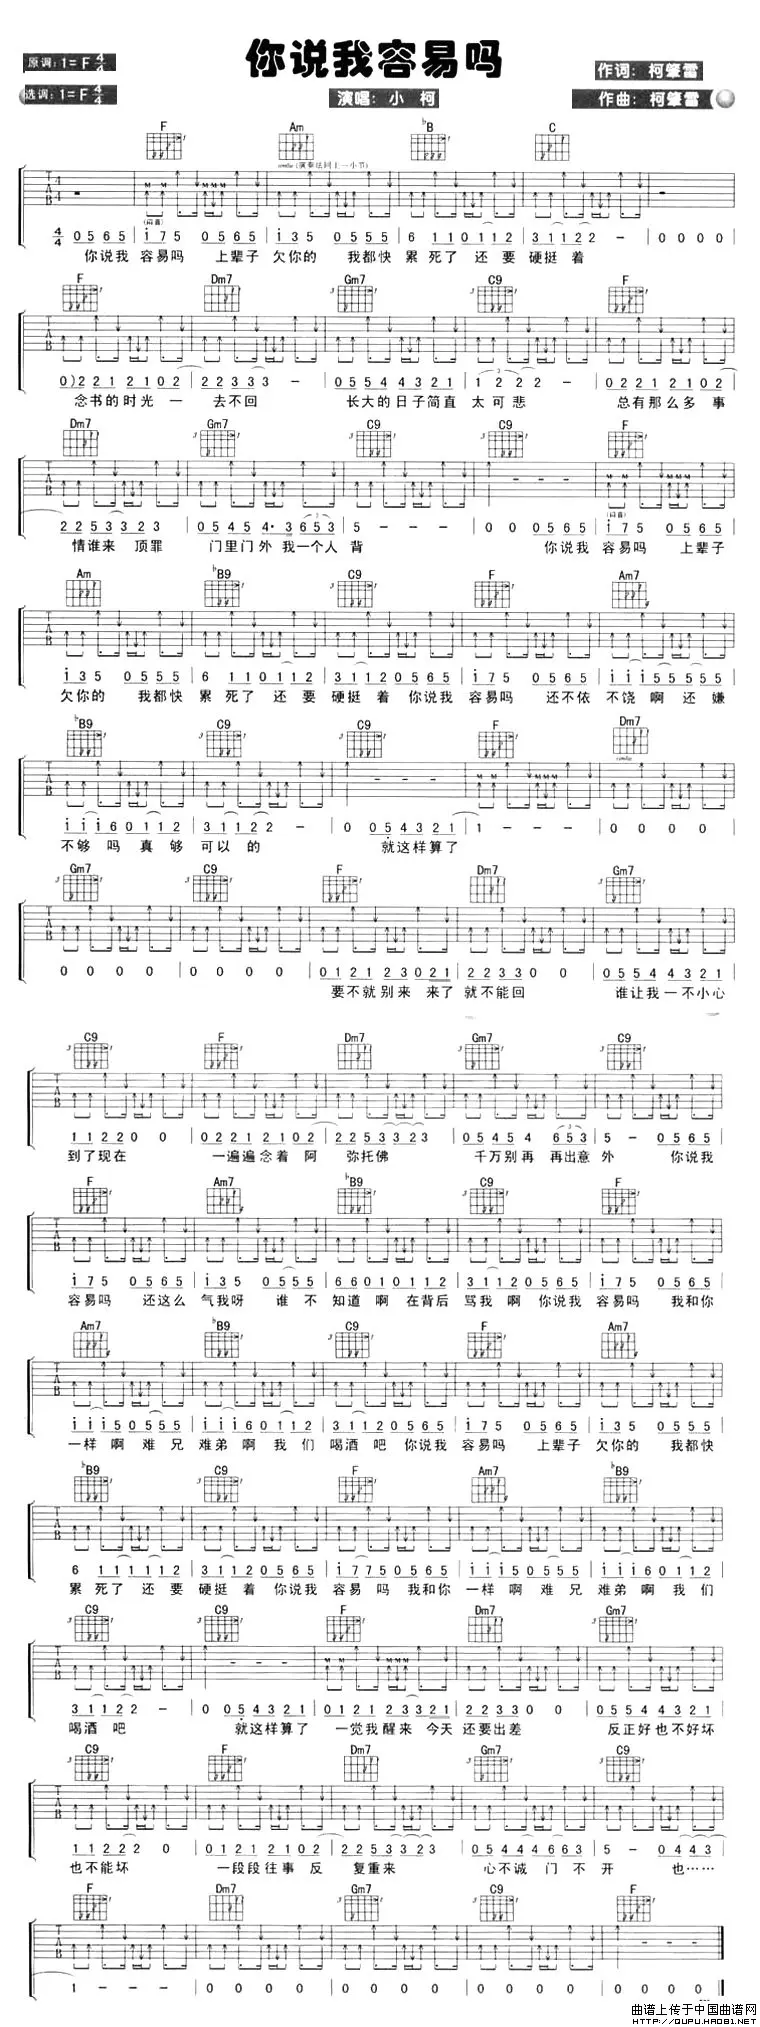 你说我容易吗
原调：1=F 4/4
选调：1=F 4/4
演唱：小 柯
作词：柯肇雷
作曲：柯肇雷
F Am ♭B C
simile (演奏法同上一小节)
(闷音)
4/4 0 5 6 5 | i 7 5 0 5 6 5 | i 3 5 0 5 5 5 | 6 1 1 0 1 1 2 | 3 1 1 2 2 - | 0 0 0 0
你说我 容易吗 上辈子 欠你的 我都快 累死了 还要 硬挺 着
F Dm7 Gm7 C9 F
0) 2 2 1 2 1 0 2 | 2 2 3 3 3 - | 0 5 5 4 4 3 2 1 | 1 2 2 2 - | 0 2 2 1 2 1 0 2
念书的时光 一 去不回 长大的日子简直 太可悲 总有那么多 事
Dm7 Gm7 C9 C9 F
(闷音)
2 2 5 3 3 2 3 | 0 5 4 5 4· 3 6 5 3 | 5 - - - | 0 0 0 5 6 5 | i 7 5 0 5 6 5
情谁来 顶罪 门里门外 我一个人 背 你说我 容易吗 上辈子
Am ♭B9 C9 F Am7
i 3 5 0 5 5 5 | 6 1 1 0 1 1 2 | 3 1 1 2 0 5 6 5 | i 7 5 0 5 6 5 | i i i 5 5 5 5 5
欠你的 我都快 累死了 还要 硬挺 着 你说我 容易吗 还不依 不饶啊 还嫌
♭B9 C9 C9 F Dm7
simile
i i i 6 0 1 1 2 | 3 1 1 2 2 - | 0 0 5 4 3 2 1 | 1 - - - | 0 0 0 0
不够 吗 真够 可以的 就这样算了
Gm7 C9 F Dm7 Gm7
0 0 0 0 | 0 0 0 0 | 0 1 2 1 2 3 0 2 1 | 2 2 3 3 0 0 | 0 5 5 4 4 3 2 1
要不就别来 来了 就不能回 谁让我一不小心
C9 F Dm7 Gm7 C9
1 1 2 2 0 0 | 0 2 2 1 2 1 0 2 | 2 2 5 3 3 2 3 | 0 5 4 5 4 6 5 3 | 5 - 0 5 6 5
到了现在 一遍遍念着 阿 弥托佛 千万别再 再出意 外 你说我
F Am7 ♭B9 C9 F
i 7 5 0 5 6 5 | i 3 5 0 5 5 5 | 6 6 0 1 0 1 1 2 | 3 1 1 2 0 5 6 5 | i 7 5 0 5 6 5
容易吗 还这么 气我呀 谁 不 知道 啊 在背后 骂我 啊 你说我 容易吗 我和你
Am7 ♭B9 C9 F Am7
i i i 5 0 5 5 5 | i i i 6 0 1 1 2 | 3 1 1 2 0 5 6 5 | i 7 5 0 5 6 5 | i 3 5 0 5 5 5
一样 啊 难 兄 难弟 啊 我们 喝酒 吧 你说我 容易吗 上辈子 欠你的 我都快
♭B9 C9 F Am7 ♭B9
6 1 1 1 1 1 2 | 3 1 1 2 0 5 6 5 | i 7 5 0 5 6 5 | i i i 5 0 5 5 5 | i i i 6 0 1 1 2
累死了 还要 硬挺 着 你说我 容易吗 我和你 一样 啊 难 兄 难弟 啊 我们
C9 C9 F Dm7 Gm7
3 1 1 2 2 - | 0 0 5 4 3 2 1 | 0 1 2 1 2 3 3 2 1 | 2 2 3 3 0 0 | 0 5 5 4 4 3 2 1
喝酒 吧 就这样算了 一觉我醒来 今天 还要出差 反正好也不好坏
C9 F Dm7 Gm7 C9
1 1 2 2 2 0 | 0 1 2 1 2 1 0 2 | 2 2 5 3 3 2 3 | 0 5 4 4 4 6 6 3 | 5 - 0 4 4 3
也不能坏 一段段往事 反 复重来 心不诚 门 不开 也……
F Dm7 Gm7 C9 F
1 - - - | 0 0 0 0 | 0 0 0 0 | 0 0 0 0 | 0 0 0 0
曲谱上传于中国曲谱网
HTTP://QUPU.HAO81.NET